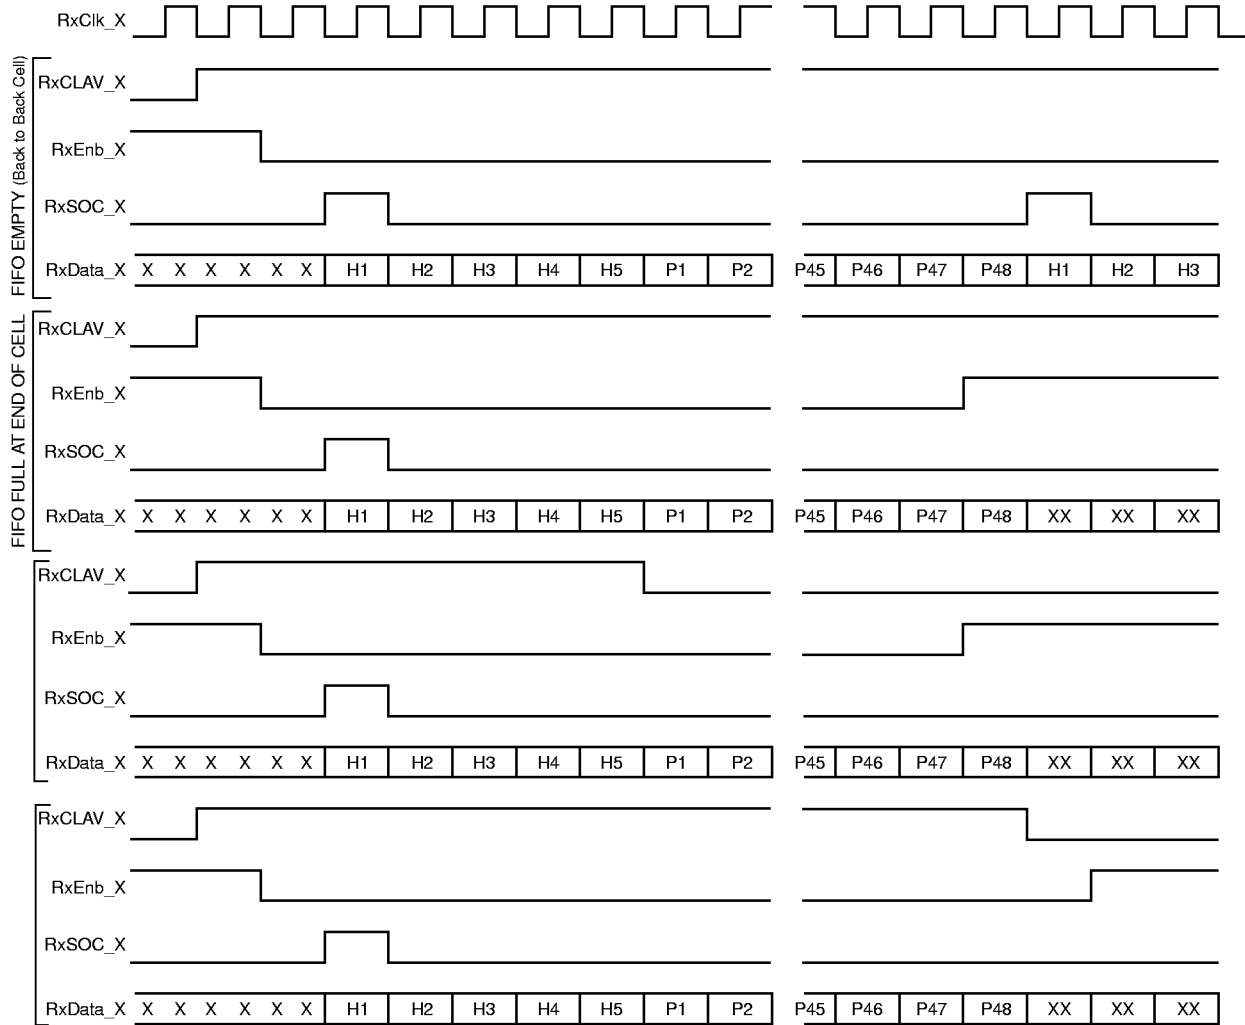 RxClk_X
FIFO EMPTY (Back to Back Cell)
RxCLAV_X
RxEnb_X
RxSOC_X
RxData_X X X X X X X H1 H2 H3 H4 H5 P1 P2 P45 P46 P47 P48 H1 H2 H3
FIFO FULL AT END OF CELL
RxCLAV_X
RxEnb_X
RxSOC_X
RxData_X X X X X X X H1 H2 H3 H4 H5 P1 P2 P45 P46 P47 P48 XX XX XX
RxCLAV_X
RxEnb_X
RxSOC_X
RxData_X X X X X X X H1 H2 H3 H4 H5 P1 P2 P45 P46 P47 P48 XX XX XX
RxCLAV_X
RxEnb_X
RxSOC_X
RxData_X X X X X X X H1 H2 H3 H4 H5 P1 P2 P45 P46 P47 P48 XX XX XX